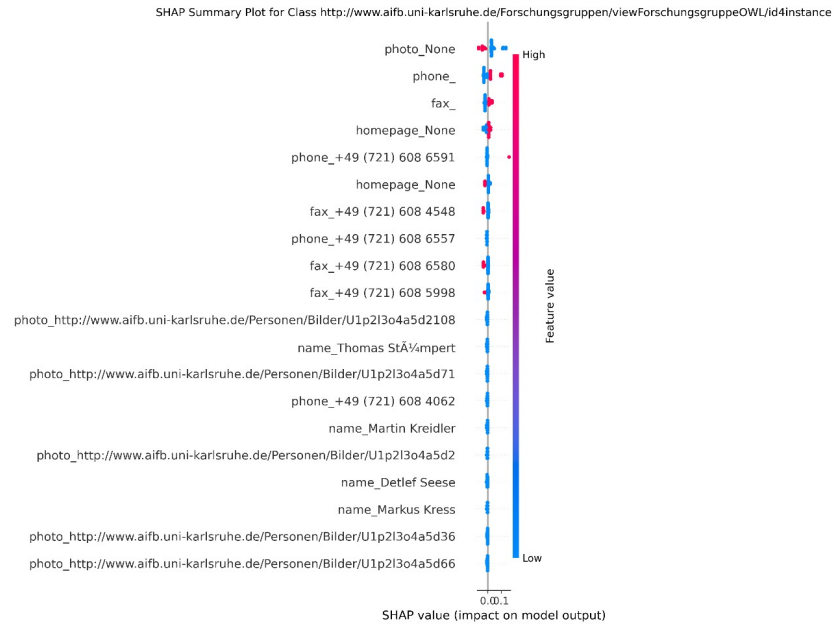 SHAP Summary Plot for Class http://www.aifb.uni-karlsruhe.de/Forschungsgruppen/viewForschungsgruppeOWL/id4instance
photo_None
High
phone_
fax_
homepage_None
phone_+49 (721) 608 6591
homepage_None
fax_+49 (721) 608 4548
phone_+49 (721) 608 6557
fax_+49 (721) 608 6580
fax_+49 (721) 608 5998
Feature value
photo_http://www.aifb.uni-karlsruhe.de/Personen/Bilder/U1p2l3o4a5d2108
name_Thomas StÃ¼mpert
photo_http://www.aifb.uni-karlsruhe.de/Personen/Bilder/U1p2l3o4a5d71
phone_+49 (721) 608 4062
name_Martin Kreidler
photo_http://www.aifb.uni-karlsruhe.de/Personen/Bilder/U1p2l3o4a5d2
name_Detlef Seese
name_Markus Kress
photo_http://www.aifb.uni-karlsruhe.de/Personen/Bilder/U1p2l3o4a5d36
photo_http://www.aifb.uni-karlsruhe.de/Personen/Bilder/U1p2l3o4a5d66
Low
0.0 0.1
SHAP value (impact on model output)